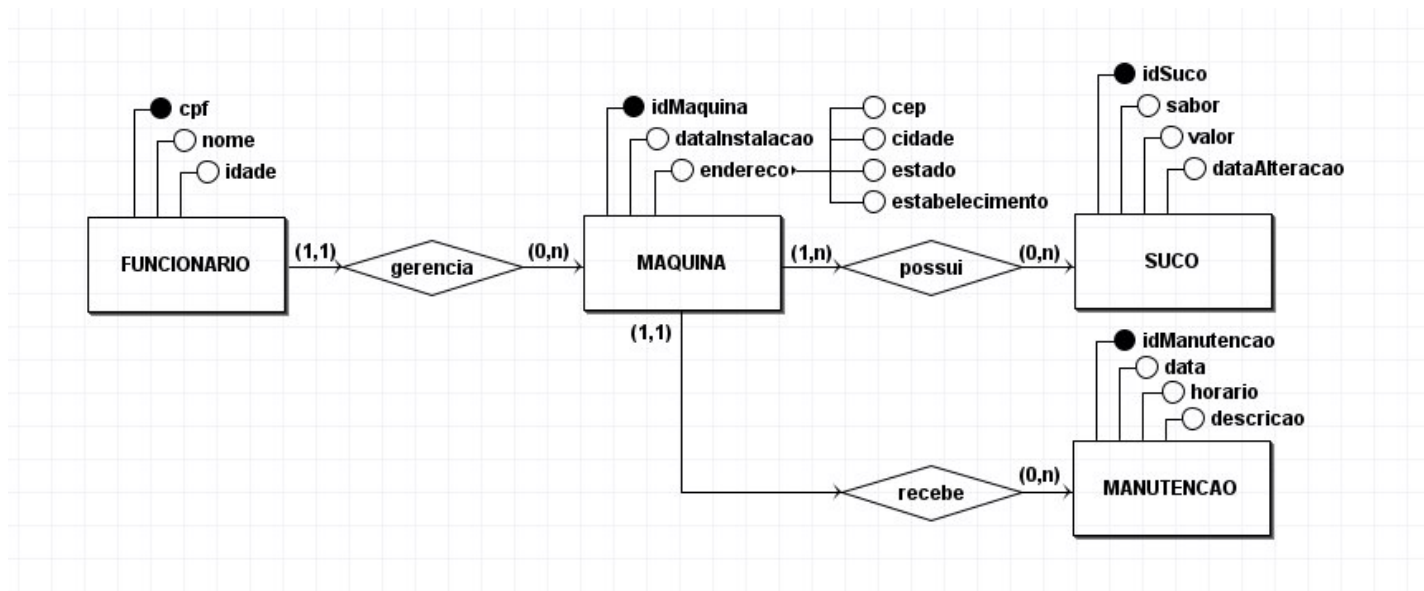 cpf
nome
idade
FUNCIONARIO
(1,1)
gerencia
(0,n)
idMaquina
dataInstalacao
endereco
cep
cidade
estado
estabelecimento
MAQUINA
(1,n)
possui
(0,n)
idSuco
sabor
valor
dataAlteracao
SUCO
(1,1)
recebe
(0,n)
idManutencao
data
horario
descricao
MANUTENCAO